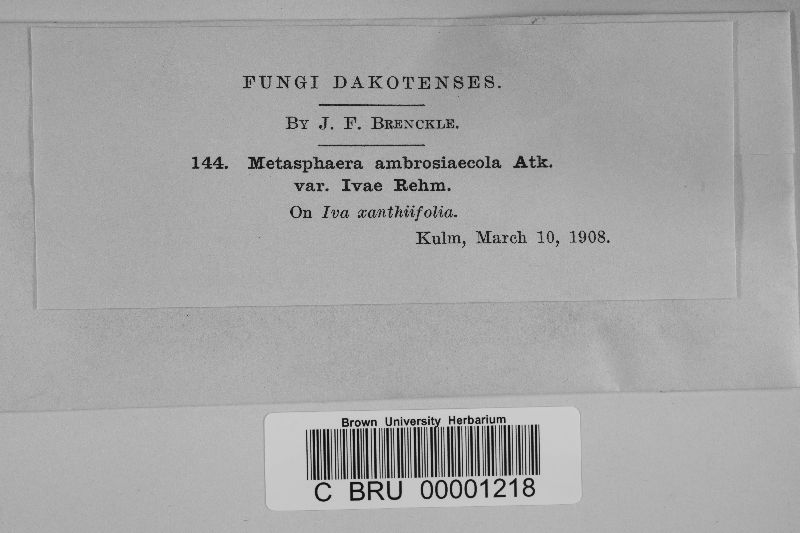 FUNGI DAKOTENSES.
BY J. F. BRENCKLE.
144. Metasphaera ambrosiaecola Atk.
var. Ivae Rehm.
On Iva xanthiifolia.
Kulm, March 10, 1908.
Brown University Herbarium
C BRU 00001218